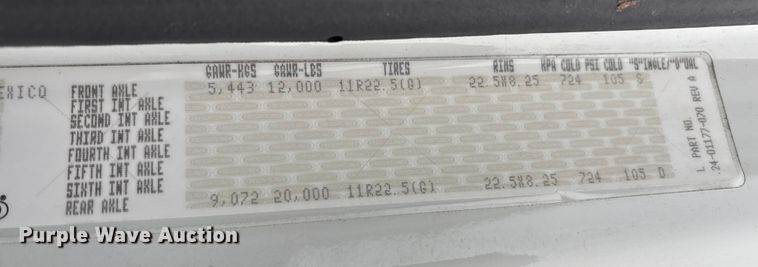 GAWR-KGS GAWR-LBS TIRES RIMS KPA COLD PSI COLD "S"INGLE/"D"UAL
EXICO FRONT AXLE 5,443 12,000 11R22.5(G) 22.5X8.25 724 105 S
FIRST INT AXLE
SECOND INT AXLE
THIRD INT AXLE
FOURTH INT AXLE
FIFTH INT AXLE
SIXTH INT AXLE
REAR AXLE 9,072 20,000 11R22.5(G) 22.5X8.25 724 105 D
PART NO.
24-01177-070 REV A
Purple Wave Auction